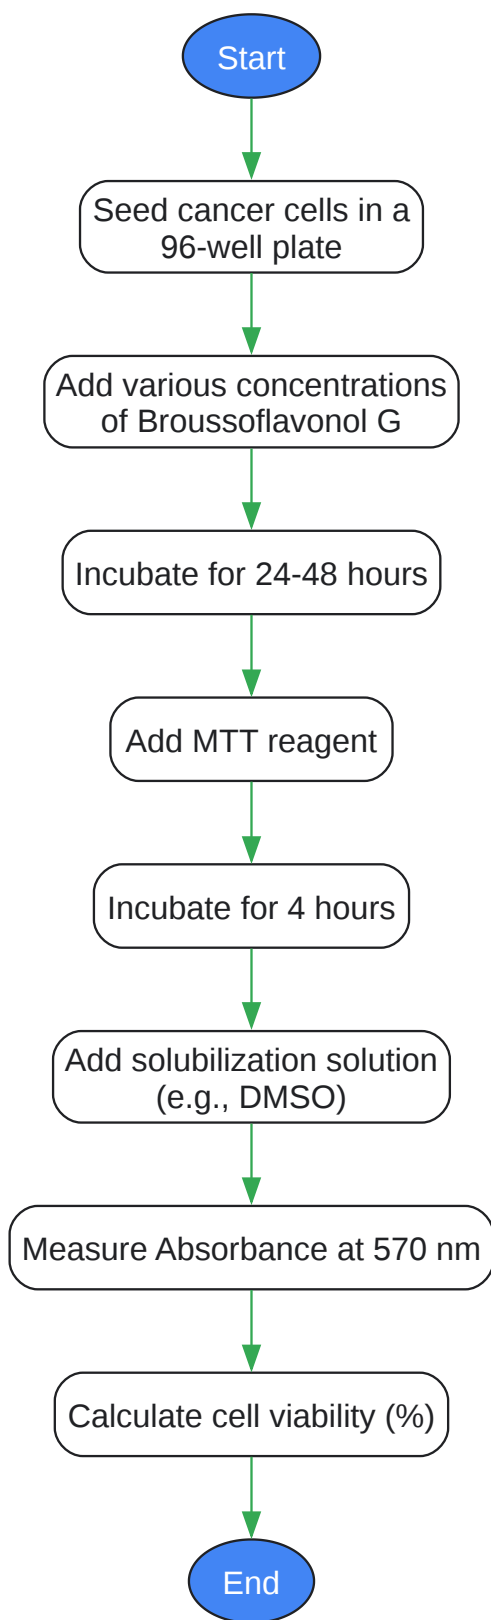 Start
Seed cancer cells in a
96-well plate
Add various concentrations
of Broussoflavonol G
Incubate for 24-48 hours
Add MTT reagent
Incubate for 4 hours
Add solubilization solution
(e.g., DMSO)
Measure Absorbance at 570 nm
Calculate cell viability (%)
End